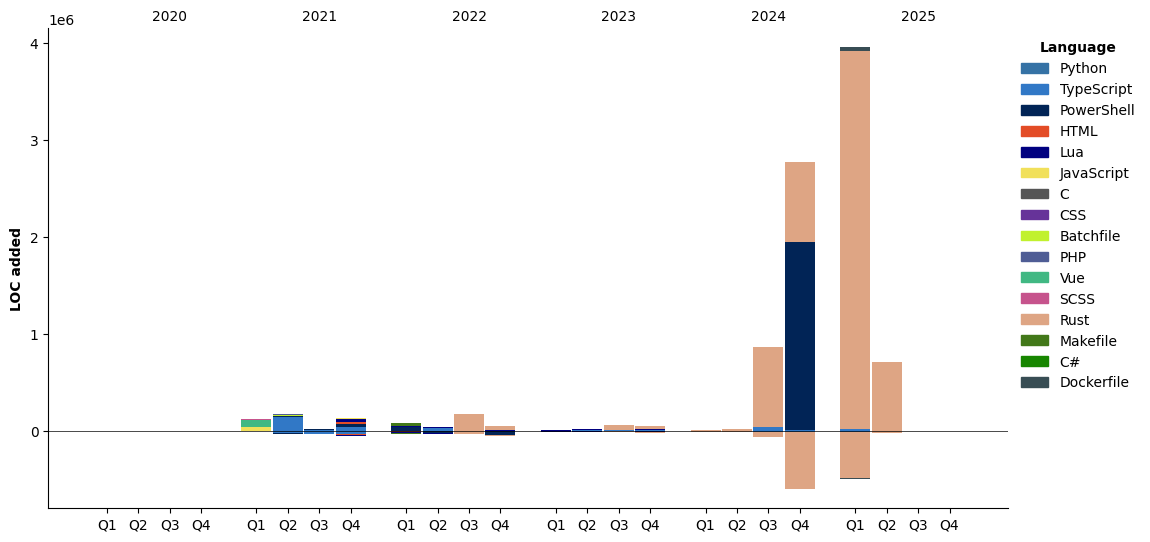 1e6
2020 2021 2022 2023 2024 2025
4
3
2
1
0
LOC added
Q1 Q2 Q3 Q4 Q1 Q2 Q3 Q4 Q1 Q2 Q3 Q4 Q1 Q2 Q3 Q4 Q1 Q2 Q3 Q4 Q1 Q2 Q3 Q4
Language
Python
TypeScript
PowerShell
HTML
Lua
JavaScript
C
CSS
Batchfile
PHP
Vue
SCSS
Rust
Makefile
C#
Dockerfile